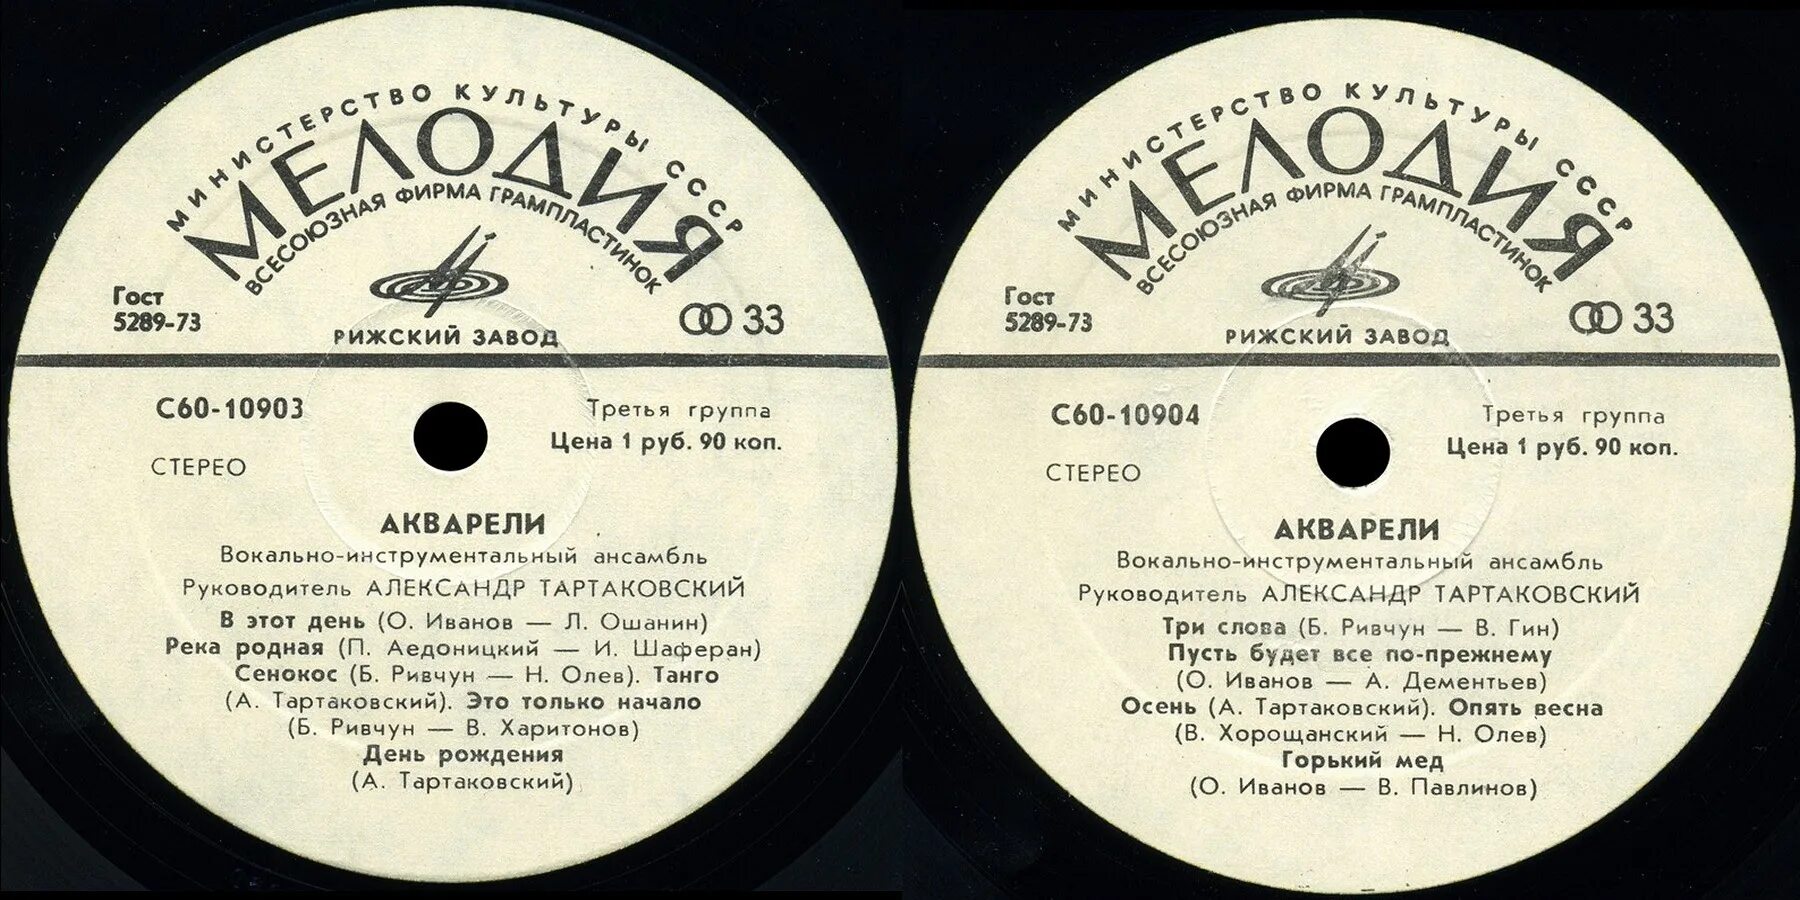 МИНИСТЕРСТВО КУЛЬТУРЫ СССР
МЕЛОДИЯ
ВСЕСОЮЗНАЯ ФИРМА ГРАМПЛАСТИНОК
Гост
5289-73
33
РИЖСКИЙ ЗАВОД
С60-10903
Третья группа
Цена 1 руб. 90 коп.
СТЕРЕО
АКВАРЕЛИ
Вокально-инструментальный ансамбль
Руководитель АЛЕКСАНДР ТАРТАКОВСКИЙ
В этот день (О. Иванов — Л. Ошанин)
Река родная (П. Аедоницкий — И. Шаферан)
Сенокос (Б. Ривчун — Н. Олев). Танго
(А. Тартаковский). Это только начало
(Б. Ривчун — В. Харитонов)
День рождения
(А. Тартаковский)
МИНИСТЕРСТВО КУЛЬТУРЫ СССР
МЕЛОДИЯ
ВСЕСОЮЗНАЯ ФИРМА ГРАМПЛАСТИНОК
Гост
5289-73
33
РИЖСКИЙ ЗАВОД
С60-10904
Третья группа
Цена 1 руб. 90 коп.
СТЕРЕО
АКВАРЕЛИ
Вокально-инструментальный ансамбль
Руководитель АЛЕКСАНДР ТАРТАКОВСКИЙ
Три слова (Б. Ривчун — В. Гин)
Пусть будет все по-прежнему
(О. Иванов — А. Дементьев)
Осень (А. Тартаковский). Опять весна
(В. Хорощанский — Н. Олев)
Горький мед
(О. Иванов — В. Павлинов)